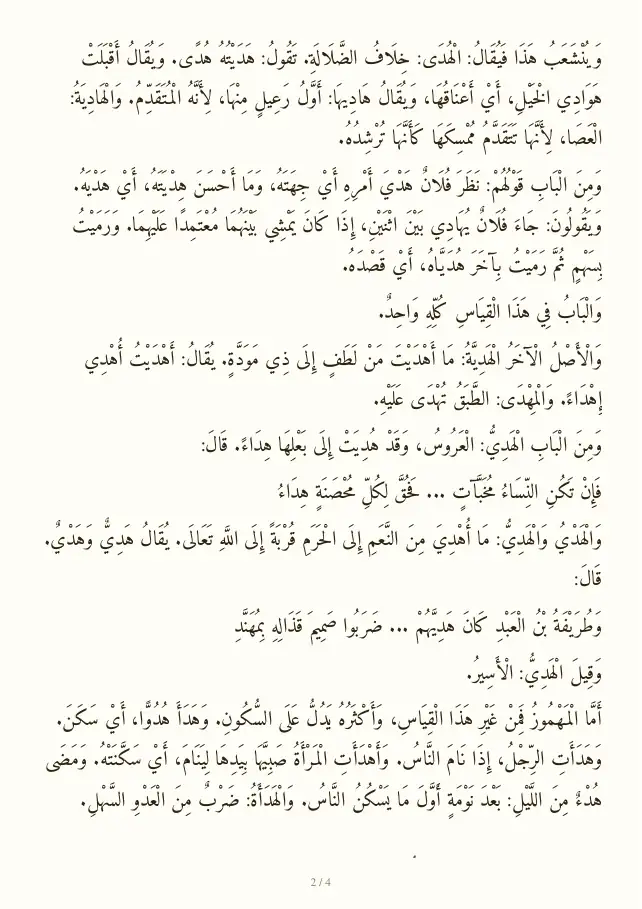 وَيُنْشَعَبُ هَذَا فَيُقَالُ: الْهُدَى: خِلَافُ الضَّلَالَةِ. تَقُولُ: هَدَيْتُهُ هُدًى. وَيُقَالُ أَقْبَلَتْ
هَوَادِي الْخَيْلِ، أَيْ أَعْنَاقُهَا، وَيُقَالُ هَادِيهَا: أَوَّلُ رَعِيلٍ مِنْهَا، لِأَنَّهُ الْمُتَقَدِّمُ. وَالْهَادِيَةُ:
الْعَصَا، لِأَنَّهَا تَتَقَدَّمُ مُمْسِكَهَا كَأَنَّهَا تُرْشِدُهُ.
وَمِنَ الْبَابِ قَوْلُهُمْ: نَظَرَ فُلَانٌ هَدْيَ أَمْرِهِ أَيْ جِهَتَهُ، وَمَا أَحْسَنَ هِدْيَتَهُ، أَيْ هَدْيَهُ.
وَيَقُولُونَ: جَاءَ فُلَانٌ يُهَادِي بَيْنَ اثْنَيْنِ، إِذَا كَانَ يَمْشِي بَيْنَهُمَا مُعْتَمِدًا عَلَيْهِمَا. وَرَمَيْتُ
بِسَهْمٍ ثُمَّ رَمَيْتُ بِآخَرَ هُدَيَّاهُ، أَيْ قَصْدَهُ.
وَالْبَابُ فِي هَذَا الْقِيَاسِ كُلِّهِ وَاحِدٌ.
وَالْأَصْلُ الْآخَرُ الْهَدِيَّةُ: مَا أَهْدَيْتَ مَنْ لَطَفٍ إِلَى ذِي مَوَدَّةٍ. يُقَالُ: أَهْدَيْتُ أُهْدِي
إِهْدَاءً. وَالْمِهْدَى: الطَّبَقُ تُهْدَى عَلَيْهِ.
وَمِنَ الْبَابِ الْهَدِيُّ: الْعَرُوسُ، وَقَدْ هُدِيَتْ إِلَى بَعْلِهَا هِدَاءً. قَالَ:
فَإِنْ تَكُنِ النِّسَاءُ مُخَبَّآتٍ ... فَحُقَّ لِكُلِّ مُحْصَنَةٍ هِدَاءُ
وَالْهَدْيُ وَالْهَدِيُّ: مَا أُهْدِيَ مِنَ النَّعَمِ إِلَى الْحَرَمِ قُرْبَةً إِلَى اللَّهِ تَعَالَى. يُقَالُ هَدِيٌّ وَهَدْيٌ.
قَالَ:
وَطُرَيْفَةُ بْنُ الْعَبْدِ كَانَ هَدِيَّهُمْ ... ضَرَبُوا صَمِيمَ قَذَالِهِ بِمُهَنَّدِ
وَقِيلَ الْهَدِيُّ: الْأَسِيرُ.
أَمَّا الْمَهْمُوزُ فَمِنْ غَيْرِ هَذَا الْقِيَاسِ، وَأَكْثَرُهُ يَدُلُّ عَلَى السُّكُونِ. وَهَدَأَ هُدُوًّا، أَيْ سَكَنَ.
وَهَدَأَتِ الرِّجْلُ، إِذَا نَامَ النَّاسُ. وَأَهْدَأَتِ الْمَرْأَةُ صَبِيَّهَا بِيَدِهَا لِيَنَامَ، أَيْ سَكَّنَتْهُ. وَمَضَى
هُدْءٌ مِنَ اللَّيْلِ: بَعْدَ نَوْمَةٍ أَوَّلَ مَا يَسْكُنُ النَّاسُ. وَالْهَدَأَةُ: ضَرْبٌ مِنَ الْعَدْوِ السَّهْلِ.
2 / 4